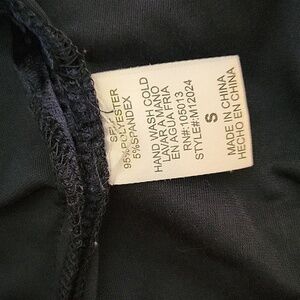 95%POLYESTER
5%SPANDEX
HAND WASH COLD
LAVAR A MANO
EN AGUA FRIA
RN#:105013
STYLE#:M12024
S
MADE IN CHINA
HECHO EN CHINA